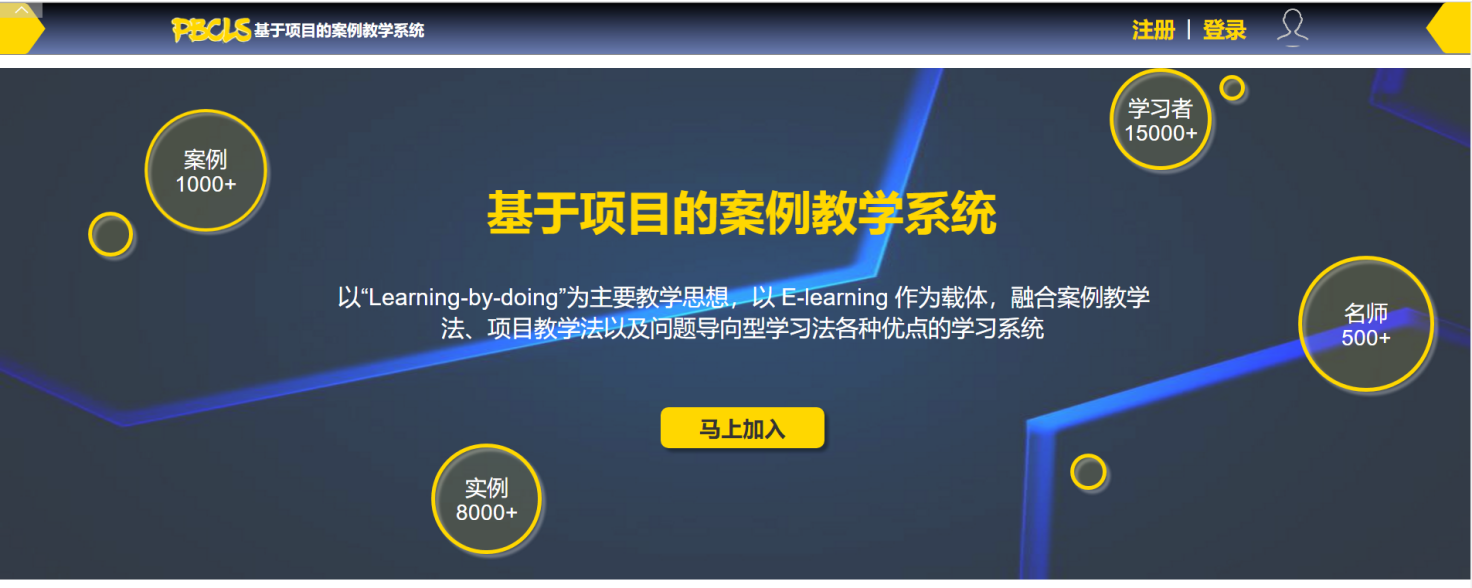 PBCLS 基于项目的案例教学系统
注册 | 登录
学习者
15000+
案例
1000+
基于项目的案例教学系统
以“Learning-by-doing”为主要教学思想，以 E-learning 作为载体，融合案例教学
法、项目教学法以及问题导向型学习法各种优点的学习系统
名师
500+
马上加入
实例
8000+